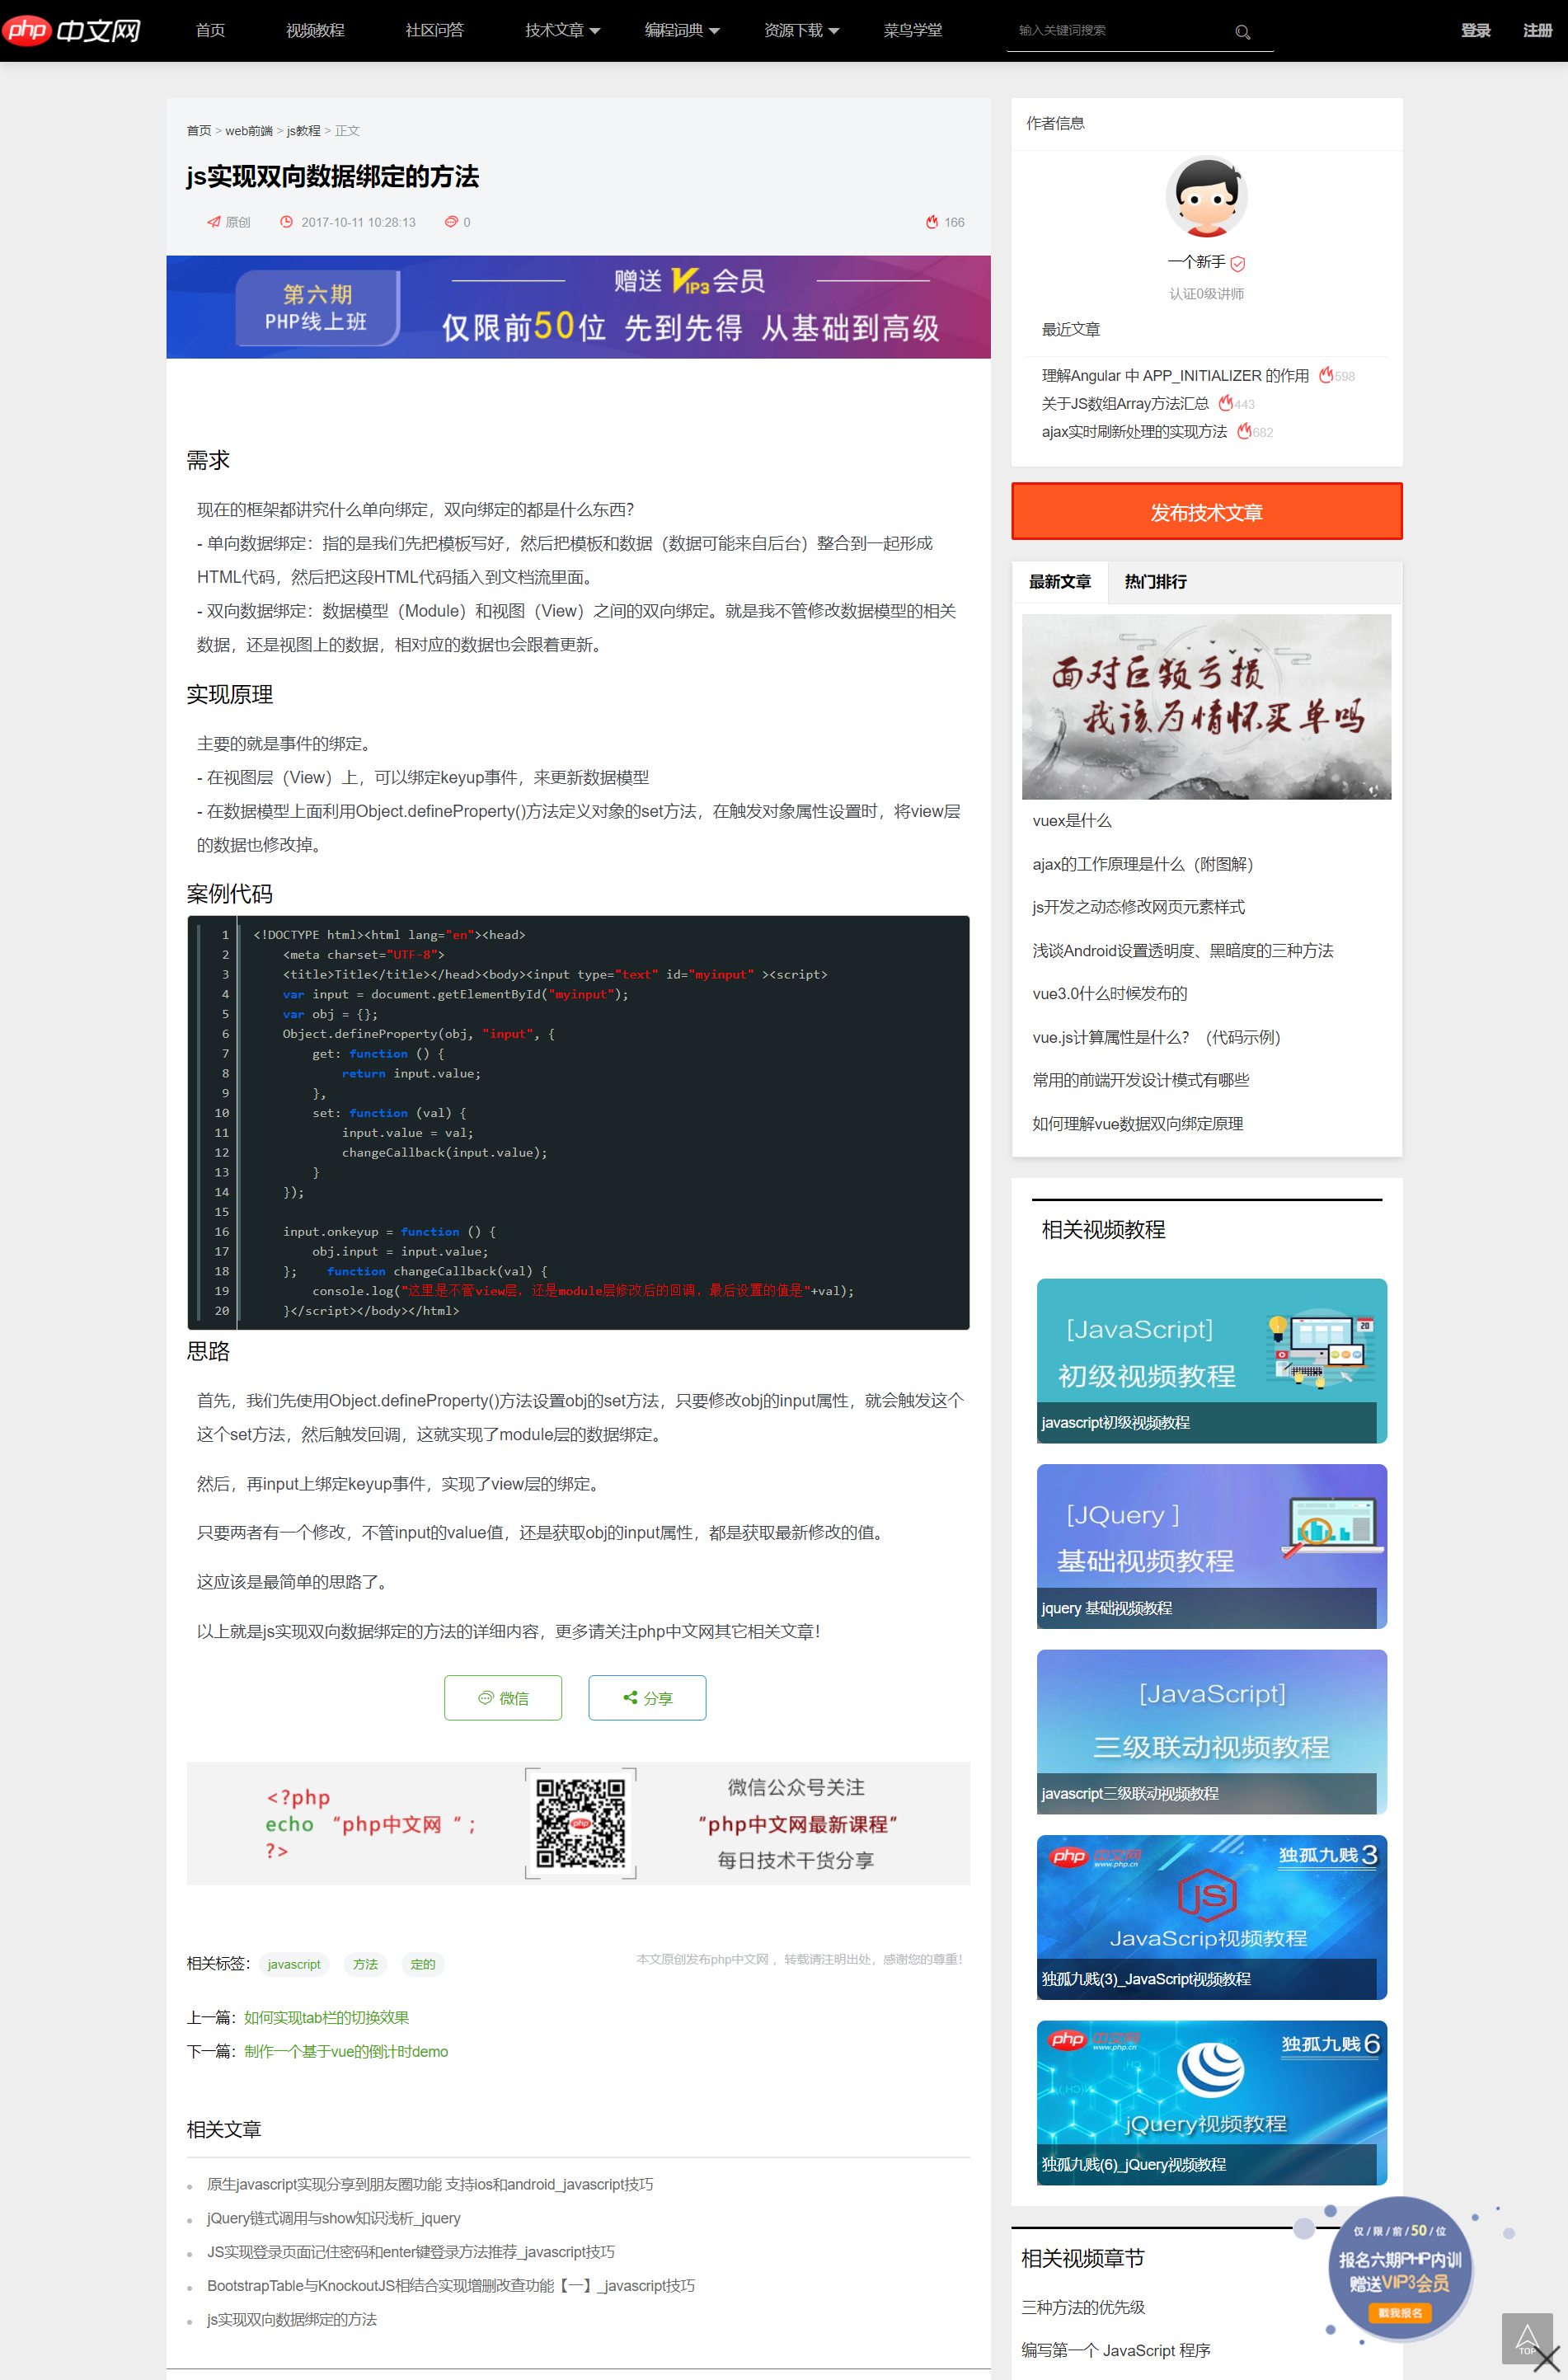 php 中文网
首页 视频教程 社区问答 技术文章 编程词典 资源下载 菜鸟学堂 输入关键词搜索 登录 注册
首页 > web前端 > js教程 > 正文
js实现双向数据绑定的方法
原创 2017-10-11 10:28:13 0 166
第六期
PHP线上班
赠送 VIP3会员
仅限前50位 先到先得 从基础到高级
需求
现在的框架都讲究什么单向绑定，双向绑定的都是什么东西？
- 单向数据绑定：指的是我们先把模板写好，然后把模板和数据（数据可能来自后台）整合到一起形成
HTML代码，然后把这段HTML代码插入到文档流里面。
- 双向数据绑定：数据模型（Module）和视图（View）之间的双向绑定。就是我不管修改数据模型的相关
数据，还是视图上的数据，相对应的数据也会跟着更新。
实现原理
主要的就是事件的绑定。
- 在视图层（View）上，可以绑定keyup事件，来更新数据模型
- 在数据模型上面利用Object.defineProperty()方法定义对象的set方法，在触发对象属性设置时，将view层
的数据也修改掉。
案例代码
1 <!DOCTYPE html><html lang="en"><head>
2 <meta charset="UTF-8">
3 <title>Title</title></head><body><input type="text" id="myinput" ><script>
4 var input = document.getElementById("myinput");
5 var obj = {};
6 Object.defineProperty(obj, "input", {
7 get: function () {
8 return input.value;
9 },
10 set: function (val) {
11 input.value = val;
12 changeCallback(input.value);
13 }
14 });
15
16 input.onkeyup = function () {
17 obj.input = input.value;
18 }; function changeCallback(val) {
19 console.log("这里是不管view层，还是module层修改后的回调，最后设置的值是"+val);
20 }</script></body></html>
思路
首先，我们先使用Object.defineProperty()方法设置obj的set方法，只要修改obj的input属性，就会触发这个
这个set方法，然后触发回调，这就实现了module层的数据绑定。
然后，再input上绑定keyup事件，实现了view层的绑定。
只要两者有一个修改，不管input的value值，还是获取obj的input属性，都是获取最新修改的值。
这应该是最简单的思路了。
以上就是js实现双向数据绑定的方法的详细内容，更多请关注php中文网其它相关文章！
微信 分享
<?php
echo “php中文网 “ ;
?>
php
微信公众号关注
“php中文网最新课程”
每日技术干货分享
相关标签： javascript 方法 定的
本文原创发布php中文网 ，转载请注明出处，感谢您的尊重！
上一篇：如何实现tab栏的切换效果
下一篇：制作一个基于vue的倒计时demo
相关文章
原生javascript实现分享到朋友圈功能 支持ios和android_javascript技巧
jQuery链式调用与show知识浅析_jquery
JS实现登录页面记住密码和enter键登录方法推荐_javascript技巧
BootstrapTable与KnockoutJS相结合实现增删改查功能【一】_javascript技巧
js实现双向数据绑定的方法
作者信息
一个新手
认证0级讲师
最近文章
理解Angular 中 APP_INITIALIZER 的作用 598
关于JS数组Array方法汇总 443
ajax实时刷新处理的实现方法 682
发布技术文章
最新文章 热门排行
面对巨额亏损
我该为情怀买单吗
vuex是什么
ajax的工作原理是什么（附图解）
js开发之动态修改网页元素样式
浅谈Android设置透明度、黑暗度的三种方法
vue3.0什么时候发布的
vue.js计算属性是什么？（代码示例）
常用的前端开发设计模式有哪些
如何理解vue数据双向绑定原理
相关视频教程
[JavaScript]
初级视频教程
20
javascript初级视频教程
[JQuery ]
基础视频教程
jquery 基础视频教程
[JavaScript]
三级联动视频教程
javascript三级联动视频教程
php 中文网
www.php.cn
独孤九贱3
JS
JavaScrip视频教程
独孤九贱(3)_JavaScript视频教程
php 中文网
www.php.cn
独孤九贱6
jQuery视频教程
独孤九贱(6)_jQuery视频教程
相关视频章节
三种方法的优先级
编写第一个 JavaScript 程序
仅/限/前/50/位
报名六期PHP内训
赠送VIP3会员
戳我报名
TOP